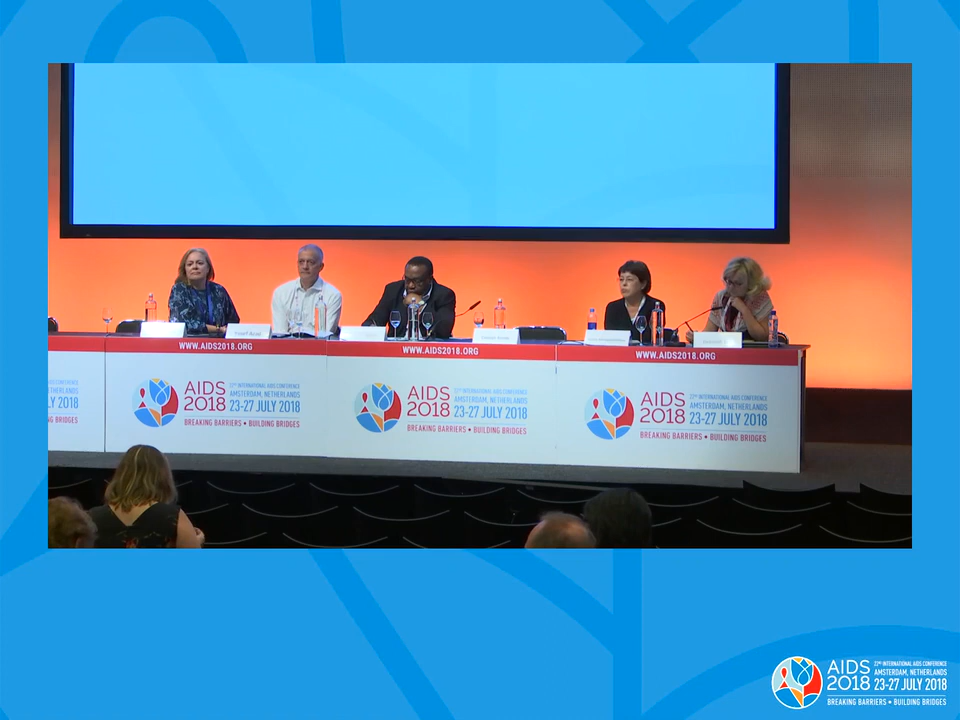 WWW.AIDS2018.ORG
WWW.AIDS2018.ORG
WWW.AIDS2018.ORG
LY 2018
NG BRIDGES
AIDS 2018
22ND INTERNATIONAL AIDS CONFERENCE
AMSTERDAM, NETHERLANDS
23-27 JULY 2018
BREAKING BARRIERS • BUILDING BRIDGES
AIDS 2018
22ND INTERNATIONAL AIDS CONFERENCE
AMSTERDAM, NETHERLANDS
23-27 JULY 2018
BREAKING BARRIERS • BUILDING BRIDGES
AIDS 2018
22ND INTERNATIONAL AIDS CONFERENCE
AMSTERDAM, NETHERLANDS
23-27 JULY 2018
BREAKING BARRIERS • BUILDING BRIDGES
AIDS 2018
22ND INTERNATIONAL AIDS CONFERENCE
AMSTERDAM, NETHERLANDS
23-27 JULY 2018
BREAKING BARRIERS • BUILDING BRIDGES